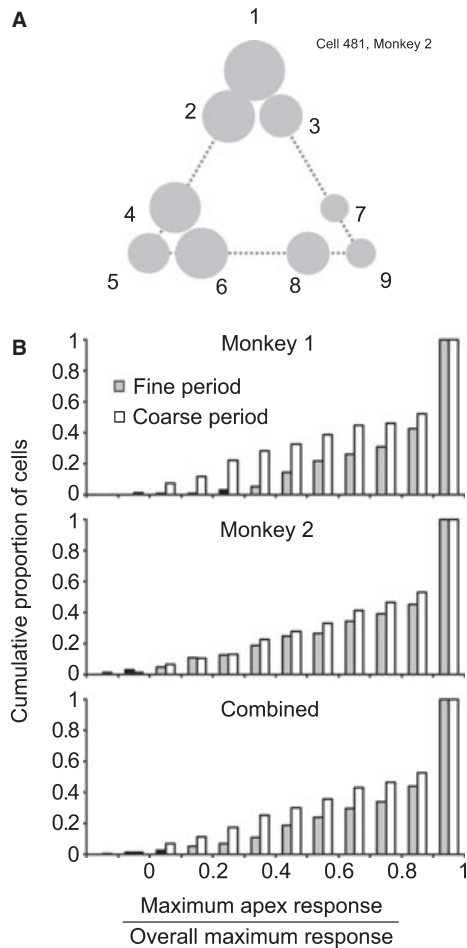 A
1
Cell 481, Monkey 2
2
3
4
7
5
6
8
9
B
Cumulative proportion of cells
1
0.8
0.6
0.4
0.2
0
Monkey 1
Fine period
Coarse period
1
0.8
0.6
0.4
0.2
0
Monkey 2
1
0.8
0.6
0.4
0.2
0
Combined
0 0.2 0.4 0.6 0.8 1
Maximum apex response
Overall maximum response